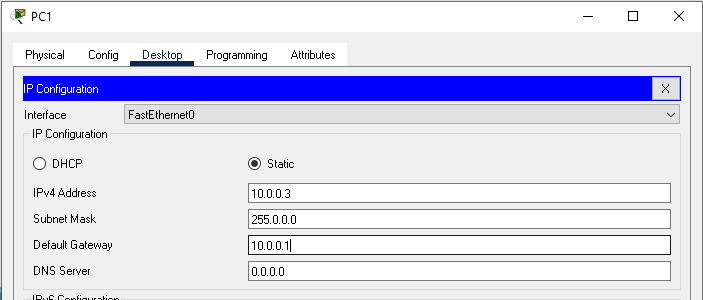 PC1
Physical Config Desktop Programming Attributes
IP Configuration X
Interface FastEthernet0
IP Configuration
DHCP Static
IPv4 Address 10.0.0.3
Subnet Mask 255.0.0.0
Default Gateway 10.0.0.1
DNS Server 0.0.0.0
IPv6 Configuration